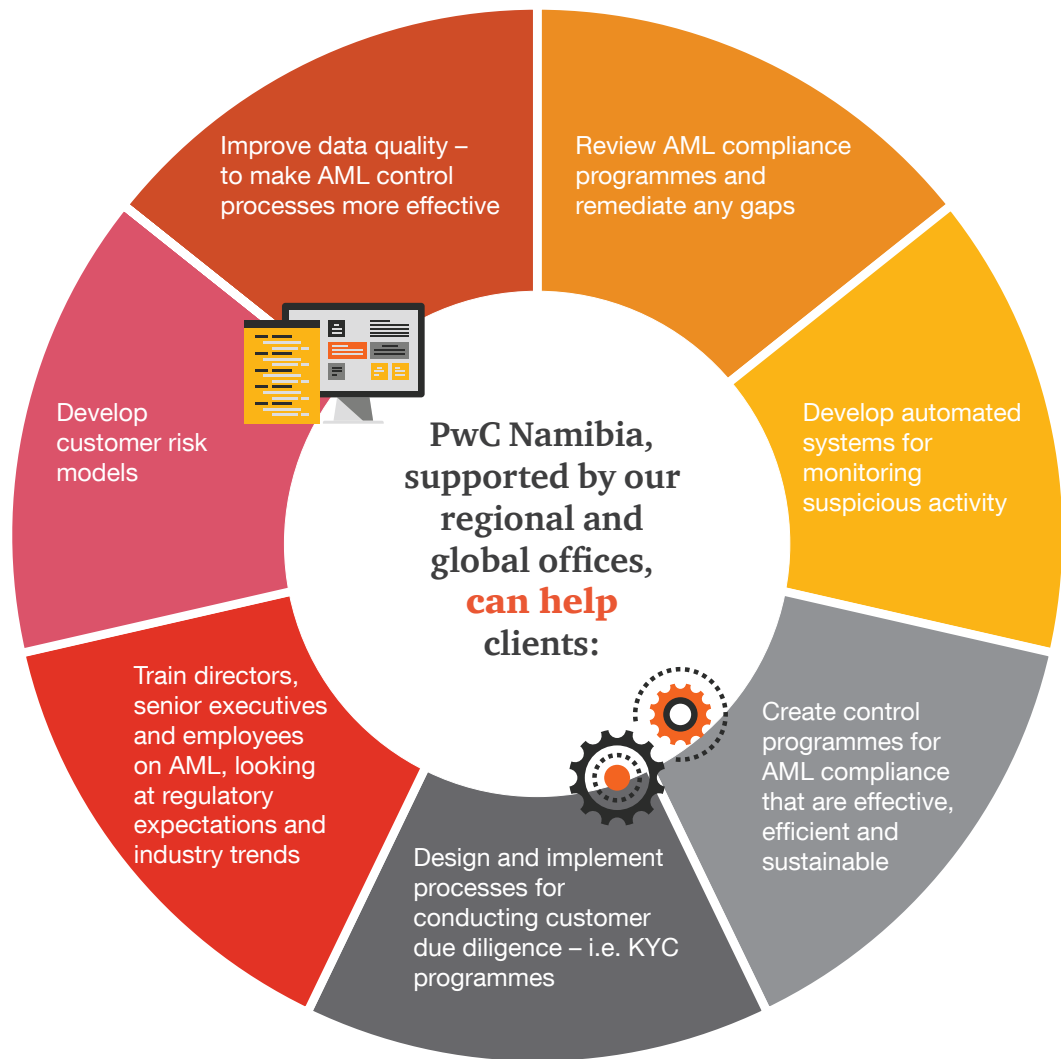 PwC Namibia,
supported by our
regional and
global offices,
can help
clients:
Review AML compliance
programmes and
remediate any gaps
Develop automated
systems for
monitoring
suspicious activity
Create control
programmes for
AML compliance
that are effective,
efficient and
sustainable
Design and implement
processes for
conducting customer
due diligence – i.e. KYC
programmes
Train directors,
senior executives
and employees
on AML, looking
at regulatory
expectations and
industry trends
Develop
customer risk
models
Improve data quality –
to make AML control
processes more effective